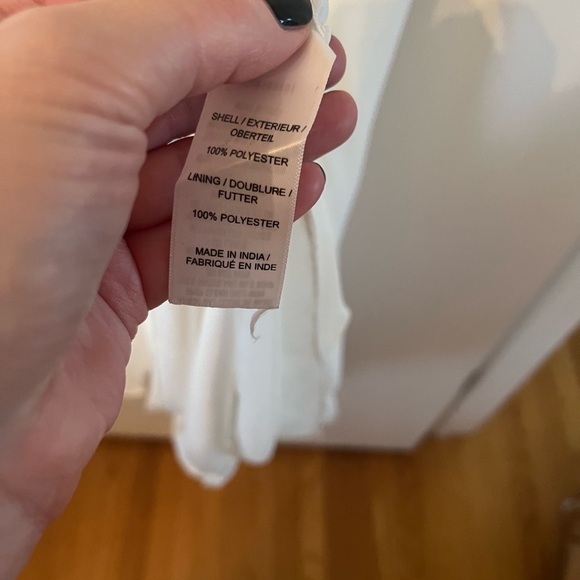 SHELL / EXTERIEUR /
OBERTEIL
100% POLYESTER
LINING / DOUBLURE /
FUTTER
100% POLYESTER
MADE IN INDIA /
FABRIQUÉ EN INDE